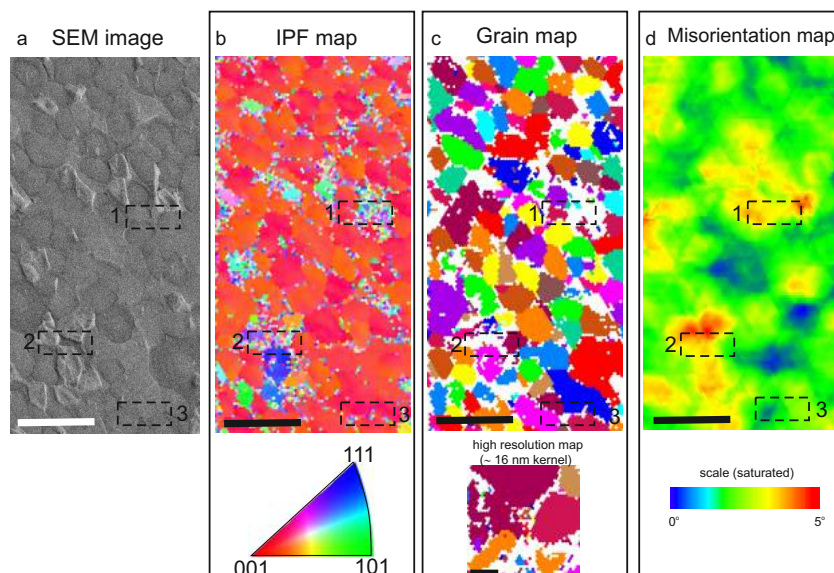 a SEM image
b IPF map
c Grain map
d Misorientation map
1
2
3
1
2
3
1
2
3
1
2
3
111
001 101
high resolution map
(~ 16 nm kernel)
scale (saturated)
0° 5°